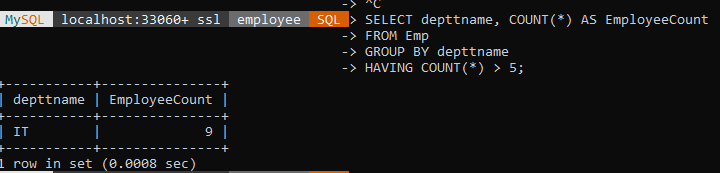 -> ^C
MySQL localhost:33060+ ssl employee SQL > SELECT depttname, COUNT(*) AS EmployeeCount
-> FROM Emp
-> GROUP BY depttname
-> HAVING COUNT(*) > 5;
+-----------+---------------+
| depttname | EmployeeCount |
+-----------+---------------+
| IT        |             9 |
+-----------+---------------+
1 row in set (0.0008 sec)